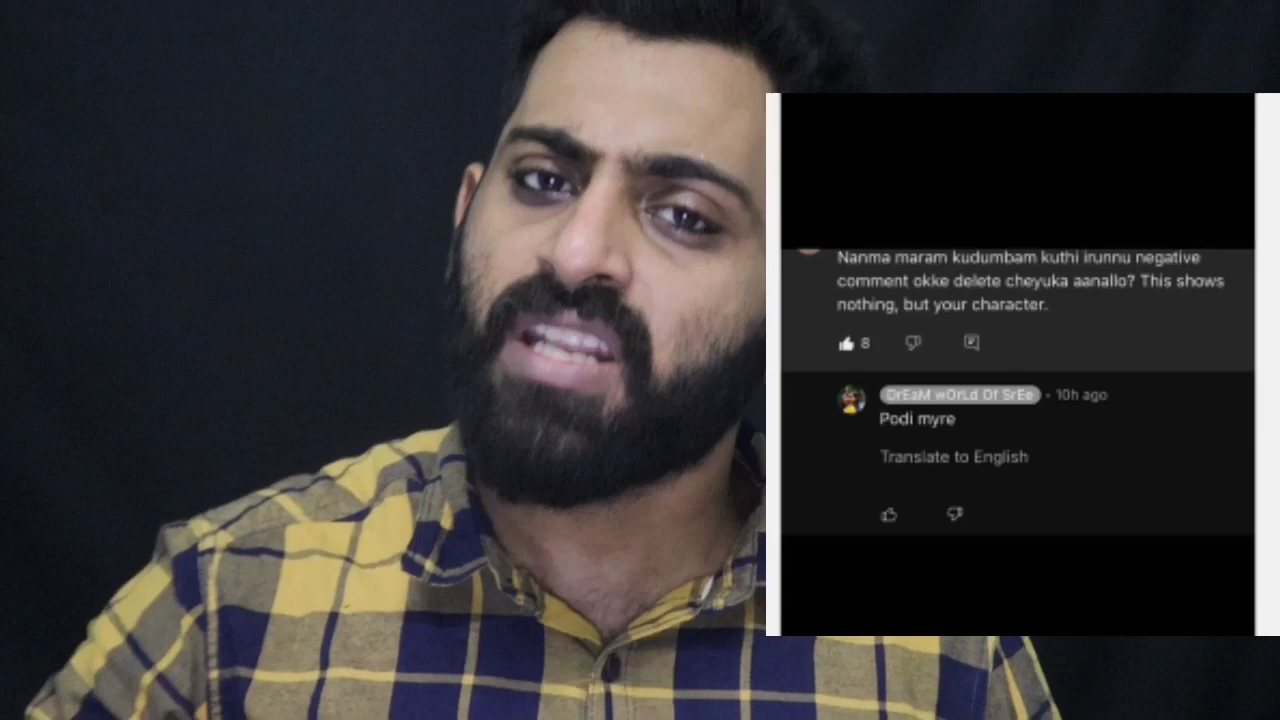 Nanma maram kudumbam kuthi irunnu negative
comment okke delete cheyuka aanallo? This shows
nothing, but your character.
8
DrEaM wOrLd Of SrEe • 10h ago
Podi myre
Translate to English